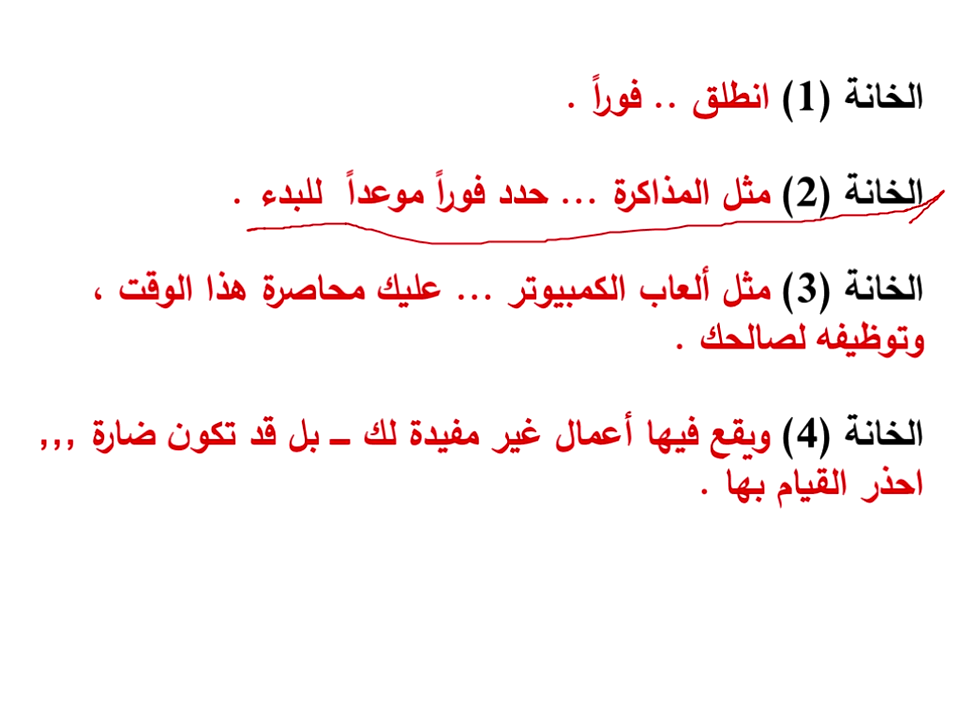 الخانة (1) انطلق .. فوراً .
الخانة (2) مثل المذاكرة ... حدد فوراً موعداً للبدء .
الخانة (3) مثل ألعاب الكمبيوتر ... عليك محاصرة هذا الوقت ،
وتوظيفه لصالحك .
الخانة (4) ويقع فيها أعمال غير مفيدة لك – بل قد تكون ضارة ,,,
احذر القيام بها .